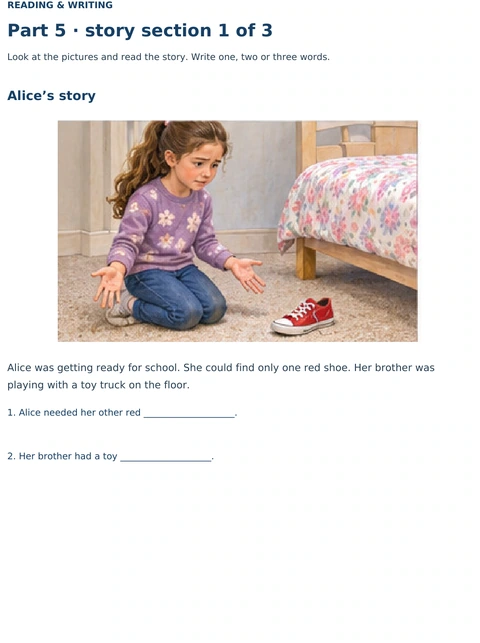 READING & WRITING
Part 5 · story section 1 of 3
Look at the pictures and read the story. Write one, two or three words.
Alice’s story
Alice was getting ready for school. She could find only one red shoe. Her brother was
playing with a toy truck on the floor.
1. Alice needed her other red ____________________.
2. Her brother had a toy ____________________.